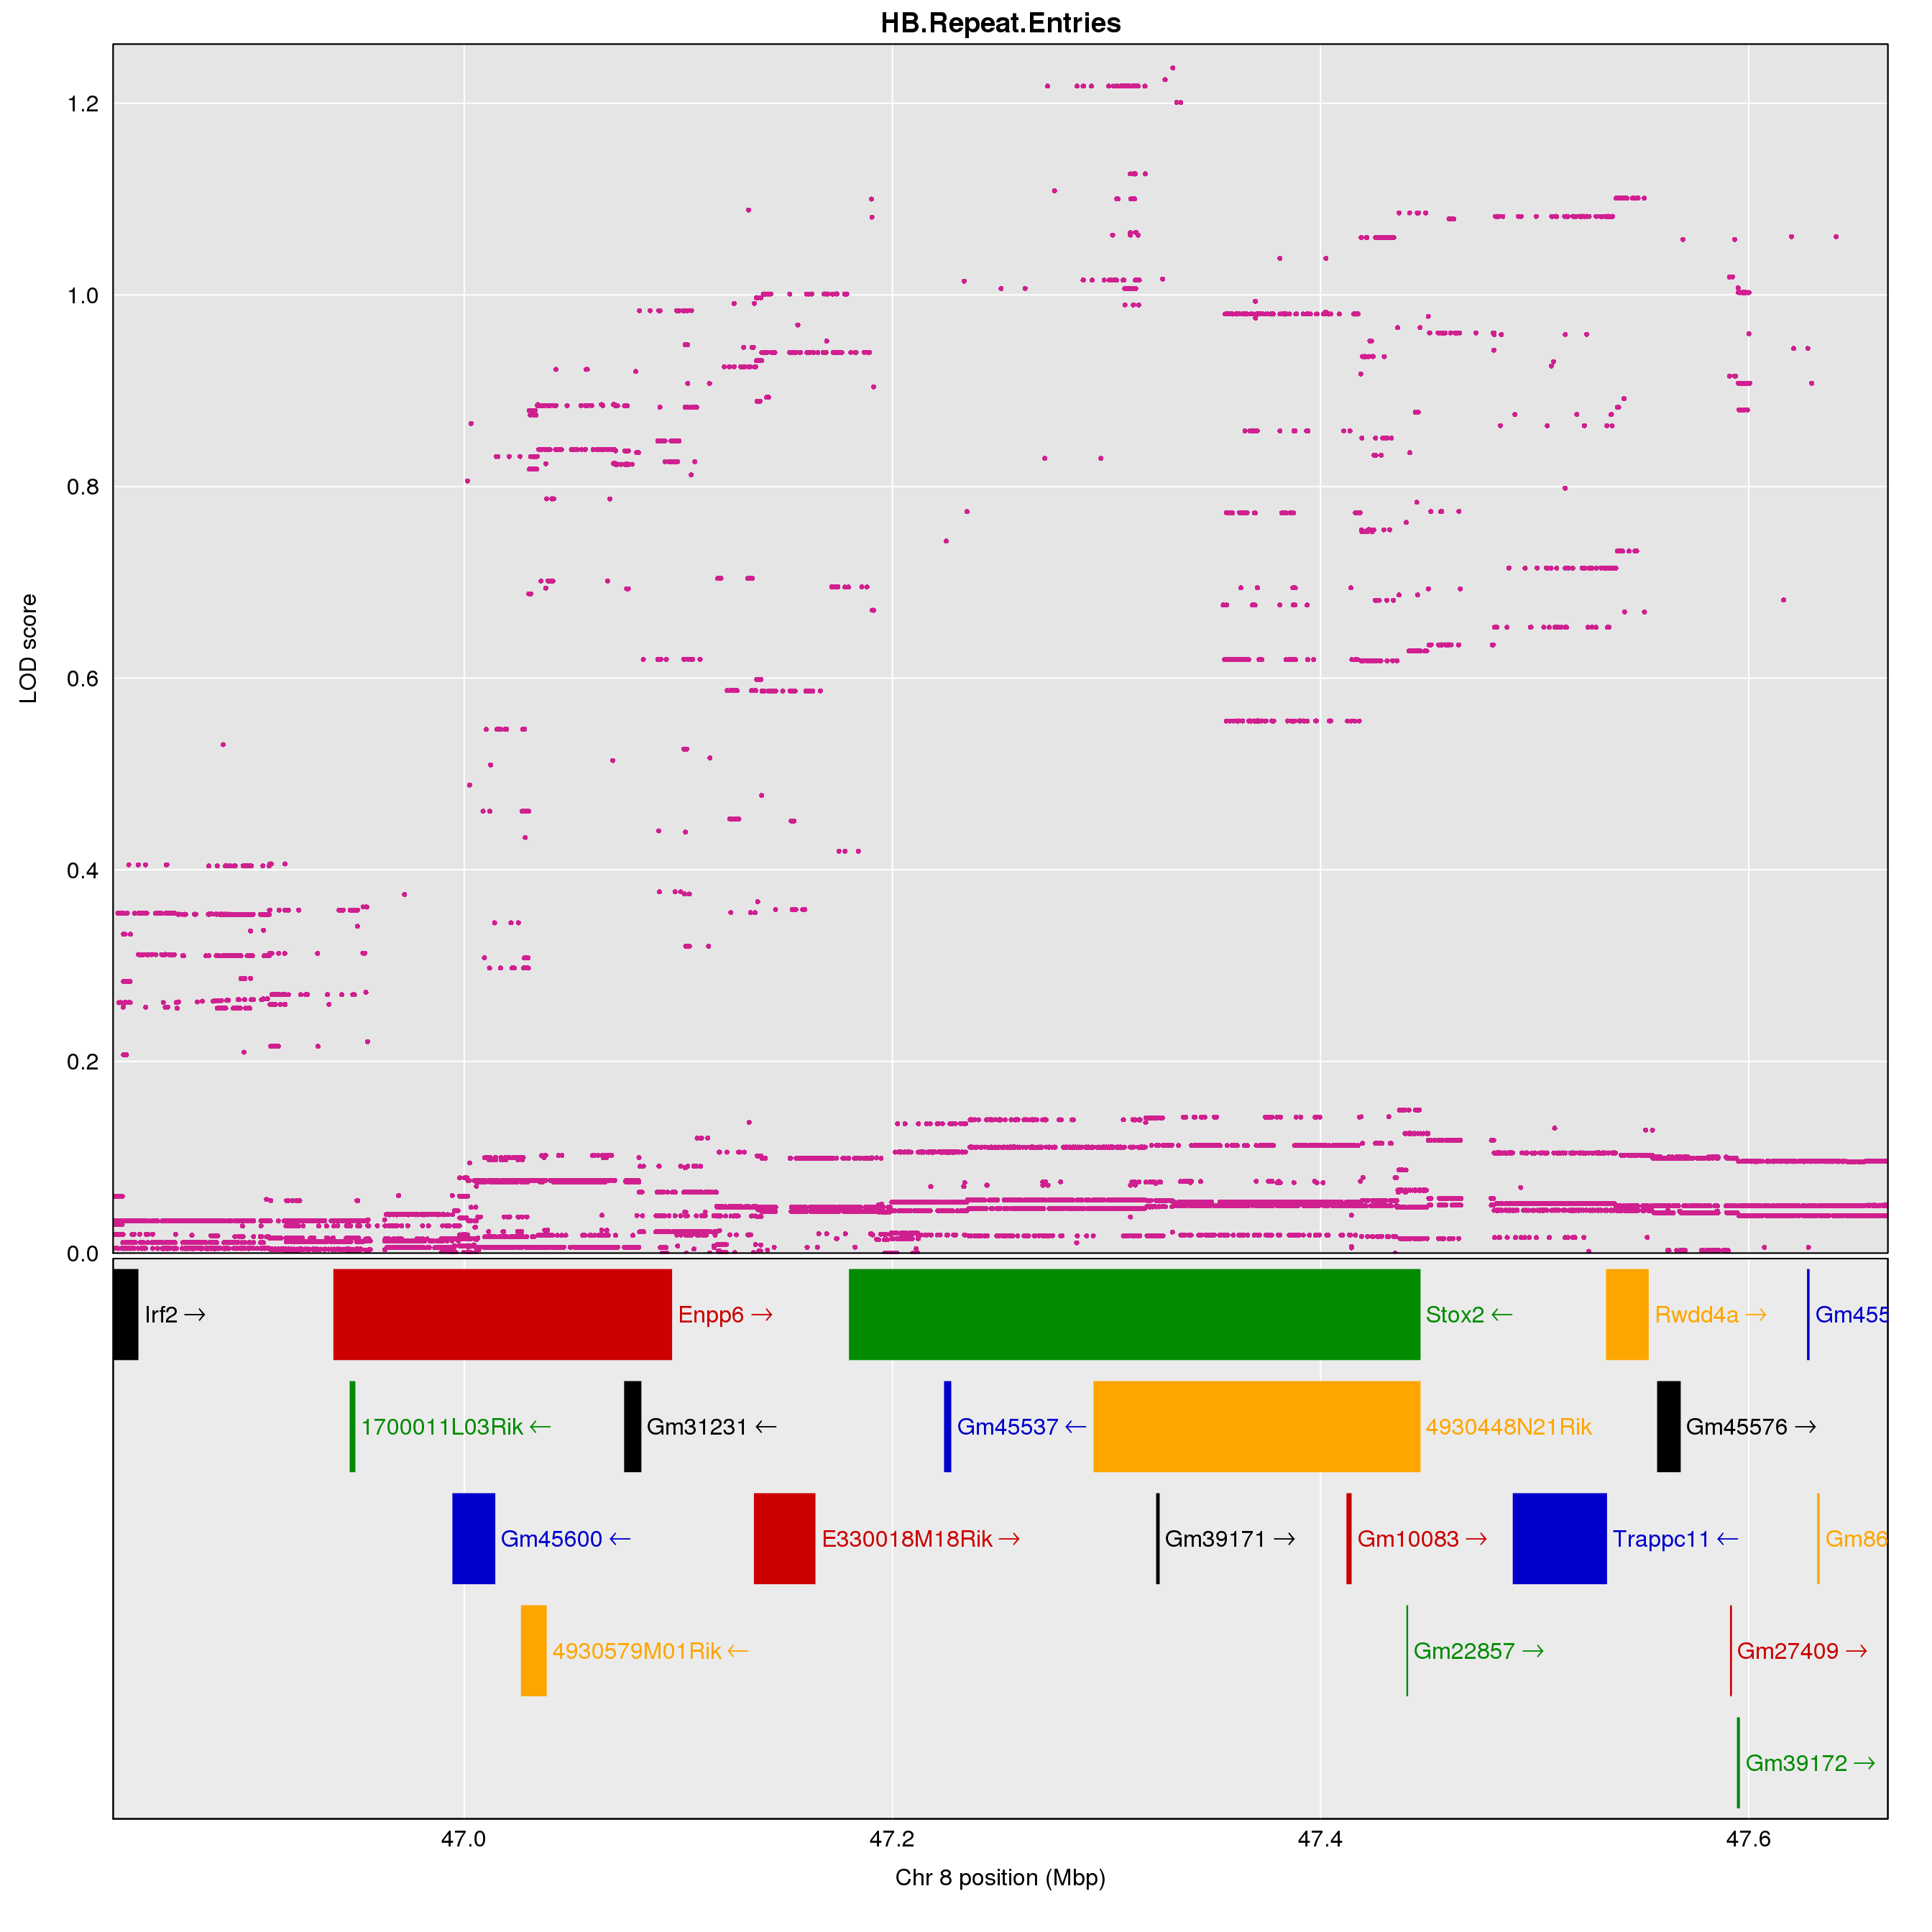 HB.Repeat.Entries
LOD score
1.2
1.0
0.8
0.6
0.4
0.2
0.0
Irf2 →
Enpp6 →
Stox2 ←
Rwdd4a →
Gm455
1700011L03Rik ←
Gm31231 ←
Gm45537 ←
4930448N21Rik
Gm45576 →
Gm45600 ←
E330018M18Rik →
Gm39171 →
Gm10083 →
Trappc11 ←
Gm86
4930579M01Rik ←
Gm22857 →
Gm27409 →
Gm39172 →
47.0 47.2 47.4 47.6
Chr 8 position (Mbp)